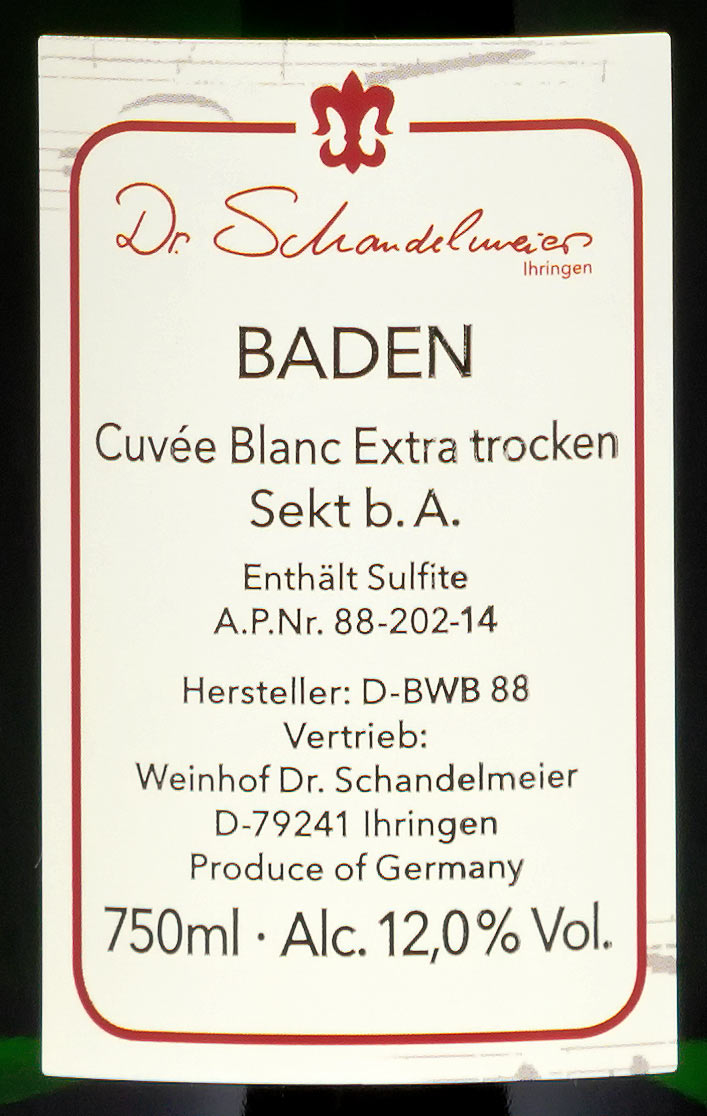 Dr. Schandelmeier
Ihringen
BADEN
Cuvée Blanc Extra trocken
Sekt b. A.
Enthält Sulfite
A.P.Nr. 88-202-14
Hersteller: D-BWB 88
Vertrieb:
Weinhof Dr. Schandelmeier
D-79241 Ihringen
Produce of Germany
750ml · Alc. 12,0% Vol.